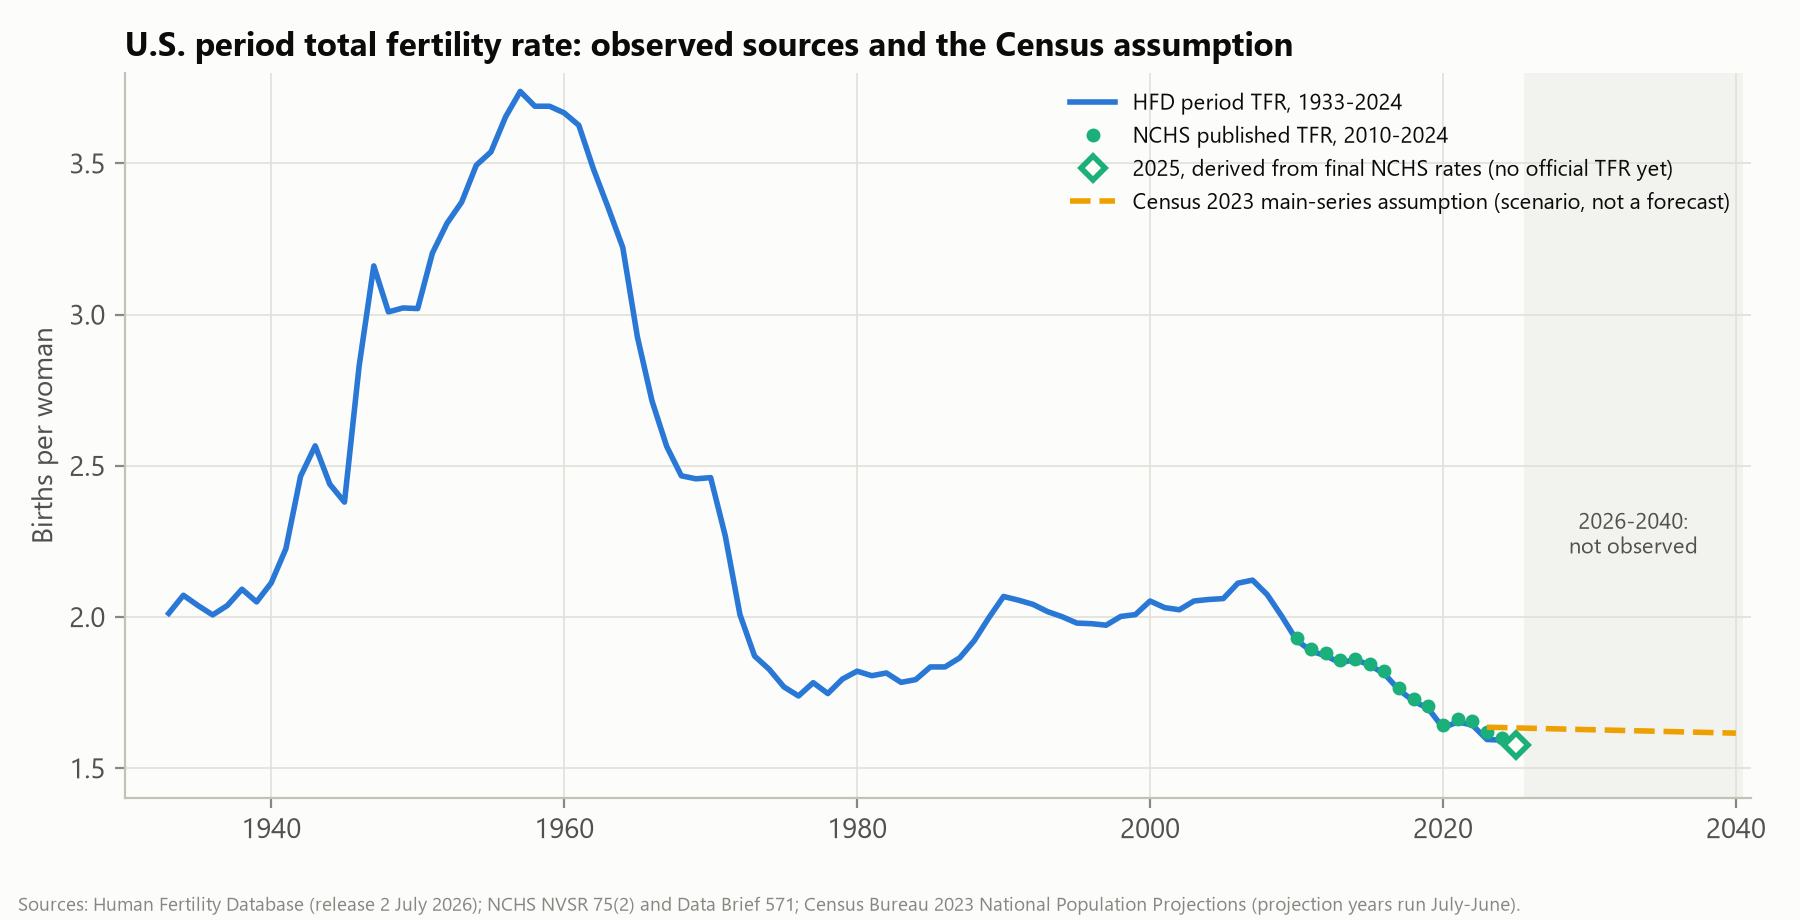 U.S. period total fertility rate: observed sources and the Census assumption
HFD period TFR, 1933-2024
NCHS published TFR, 2010-2024
2025, derived from final NCHS rates (no official TFR yet)
Census 2023 main-series assumption (scenario, not a forecast)
Births per woman
3.5
3.0
2.5
2.0
1.5
2026-2040:
not observed
1940
1960
1980
2000
2020
2040
Sources: Human Fertility Database (release 2 July 2026); NCHS NVSR 75(2) and Data Brief 571; Census Bureau 2023 National Population Projections (projection years run July-June).